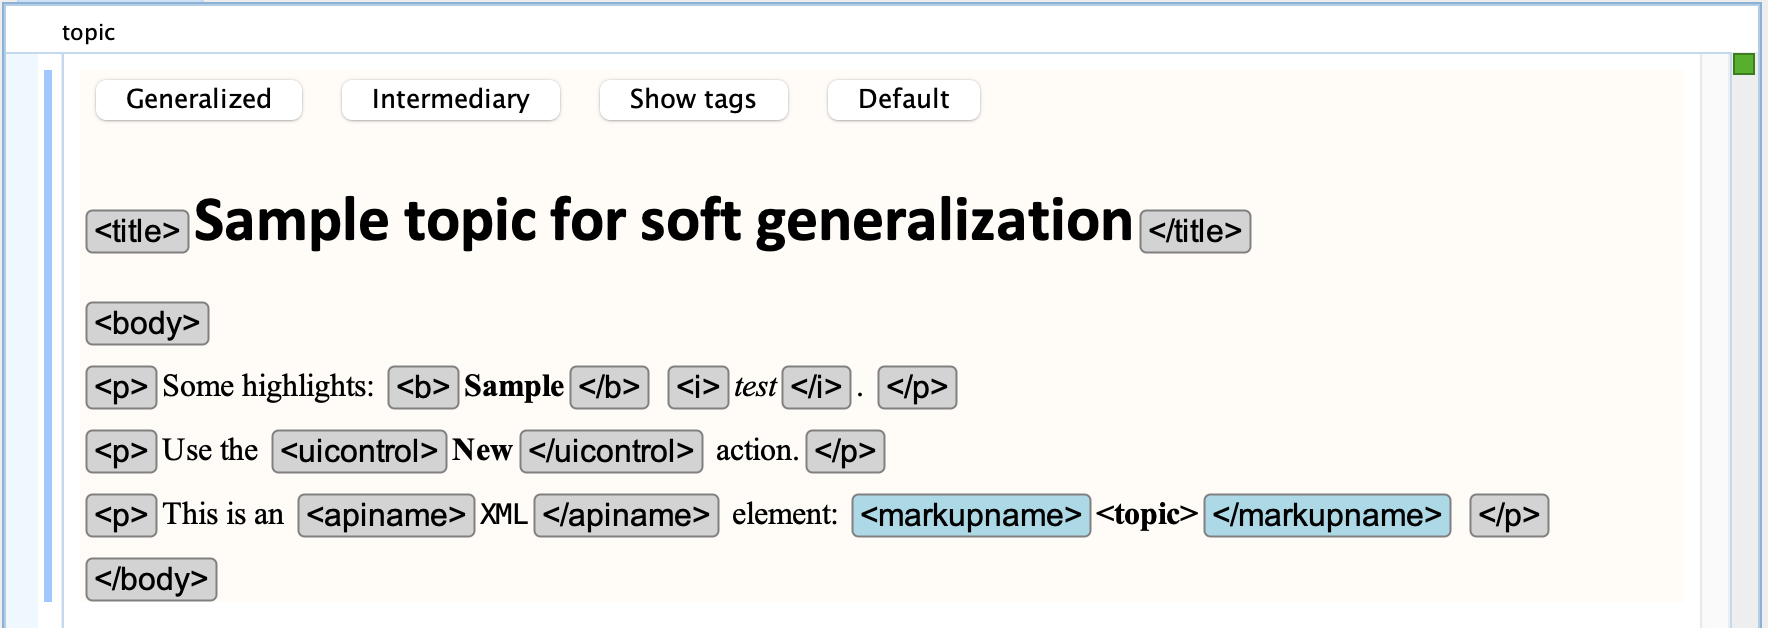 topic
Generalized Intermediary Show tags Default
<title>Sample topic for soft generalization</title>
<body>
<p> Some highlights: <b> Sample </b> <i> test </i> . </p>
<p> Use the <uicontrol> New </uicontrol> action. </p>
<p> This is an <apiname> XML </apiname> element: <markupname> <topic> </markupname> </p>
</body>